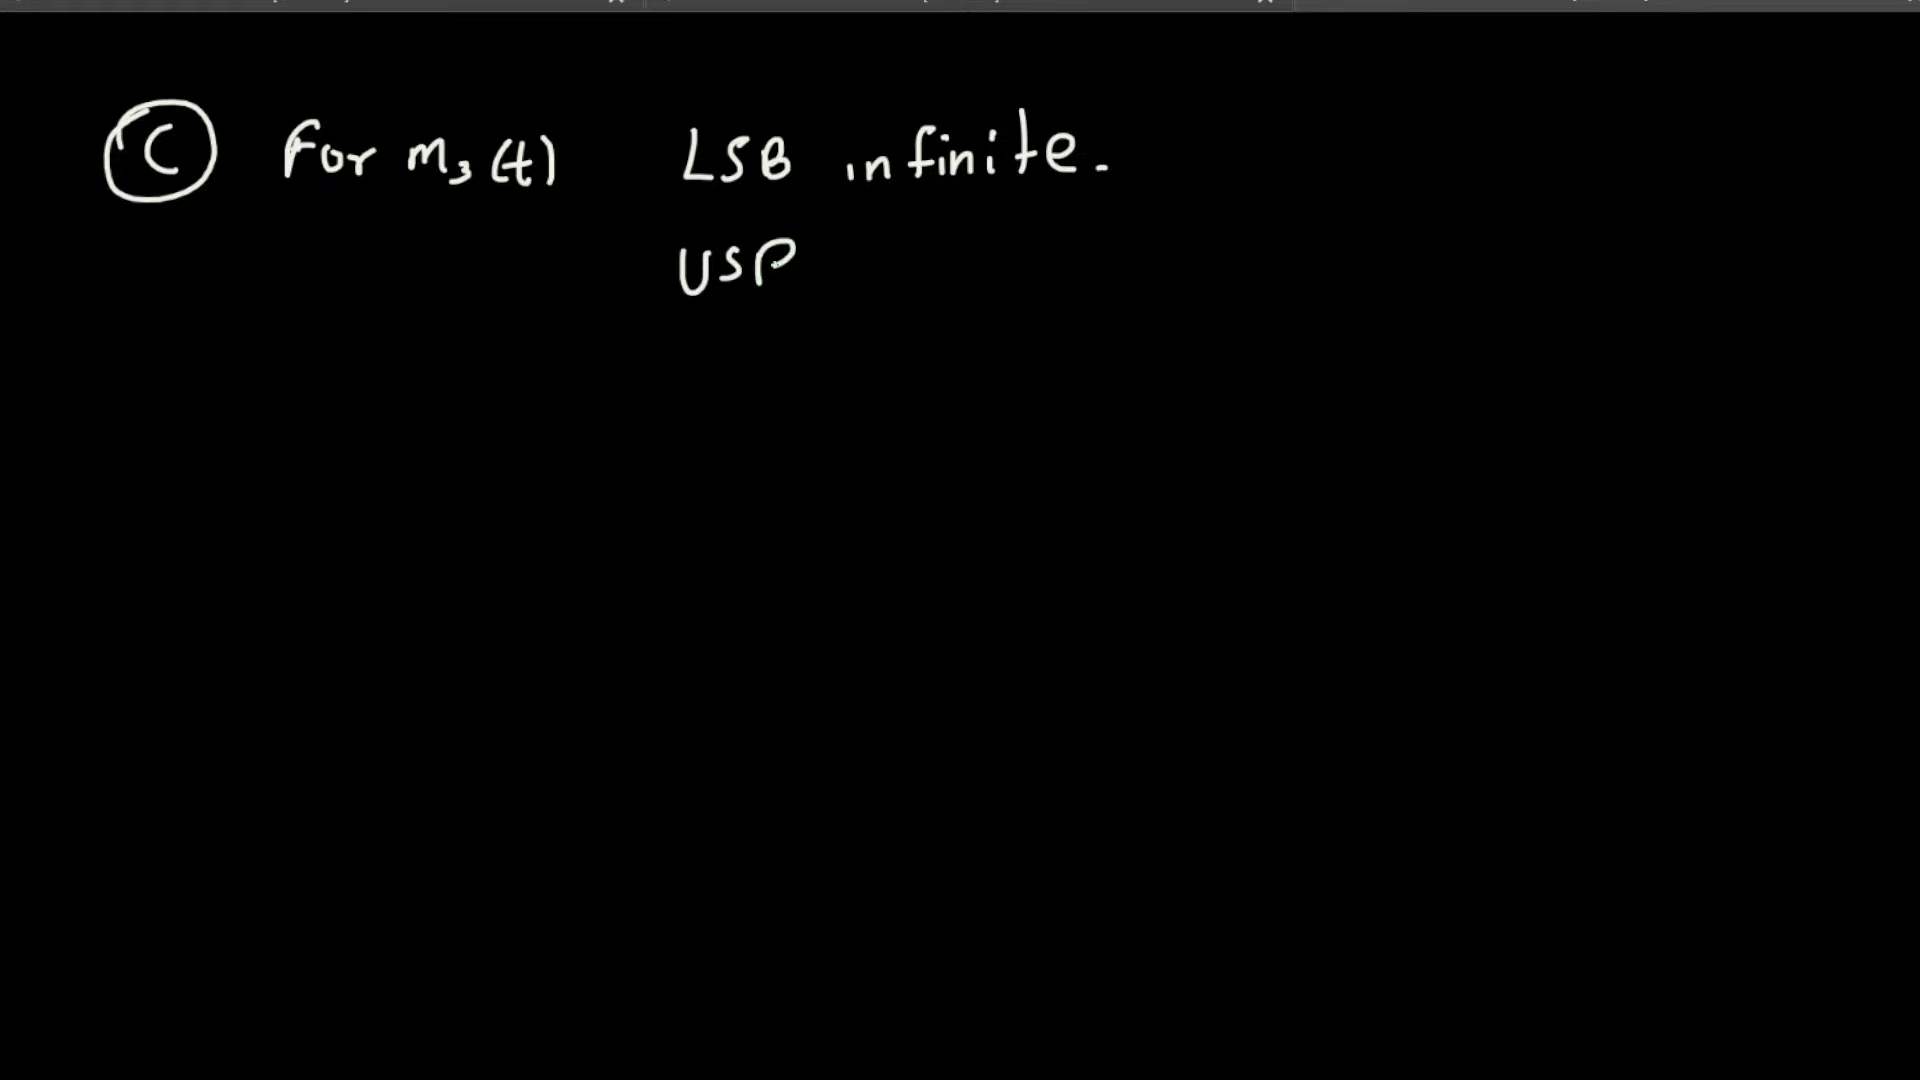 C For m₃(t) LSB infinite.
USP